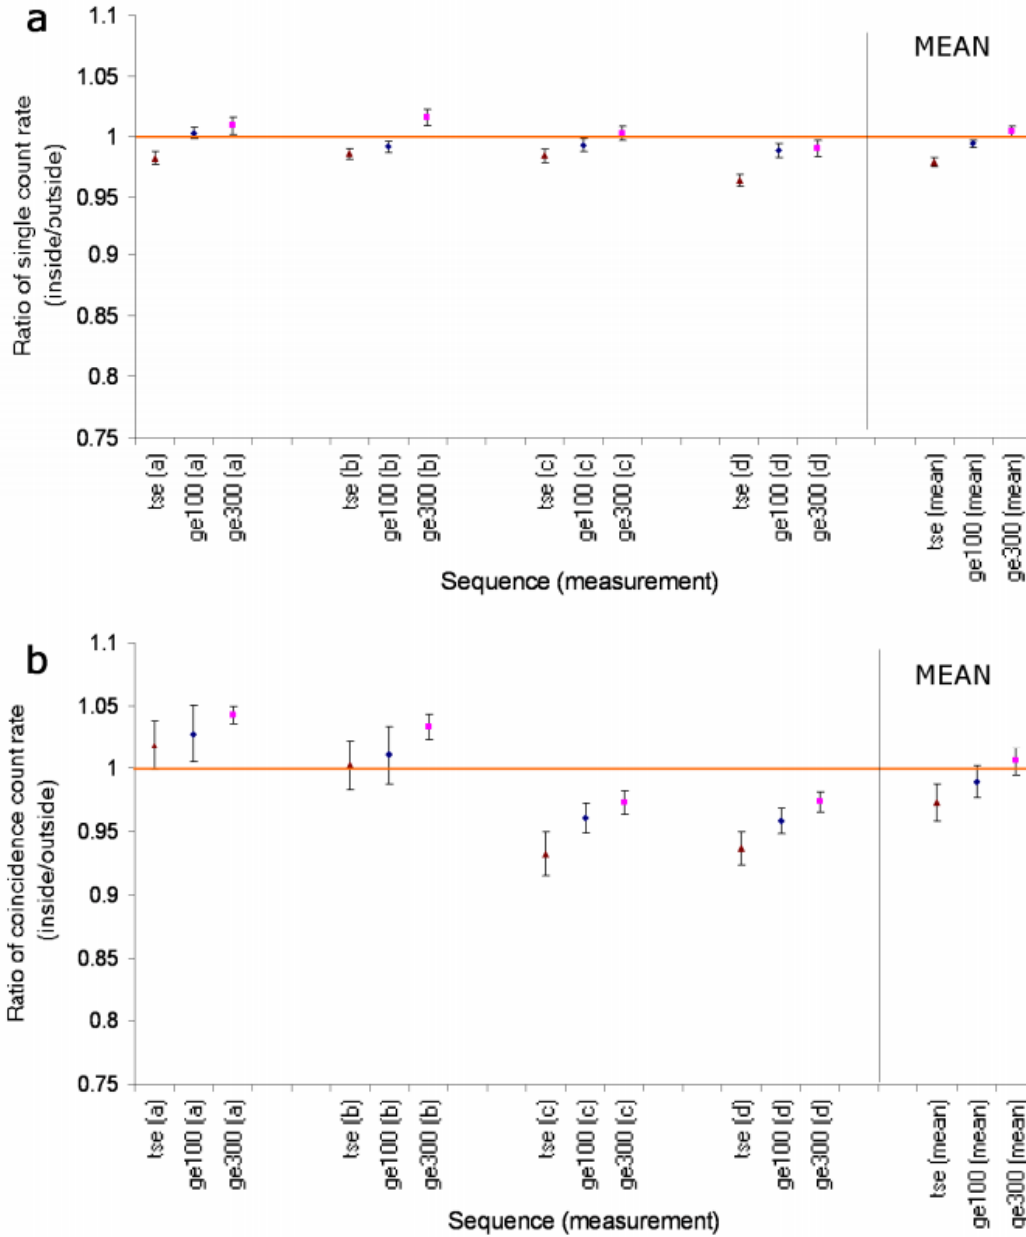 a
MEAN
1.1
1.05
1
0.95
0.9
0.85
0.8
0.75
Ratio of single count rate
(inside/outside)
tse (a)
ge100 (a)
ge300 (a)
tse (b)
ge100 (b)
ge300 (b)
tse (c)
ge100 (c)
ge300 (c)
tse (d)
ge100 (d)
ge300 (d)
tse (mean)
ge100 (mean)
ge300 (mean)
Sequence (measurement)
b
MEAN
1.1
1.05
1
0.95
0.9
0.85
0.8
0.75
Ratio of coincidence count rate
(inside/outside)
tse (a)
ge100 (a)
ge300 (a)
tse (b)
ge100 (b)
ge300 (b)
tse (c)
ge100 (c)
ge300 (c)
tse (d)
ge100 (d)
ge300 (d)
tse (mean)
ge100 (mean)
ge300 (mean)
Sequence (measurement)